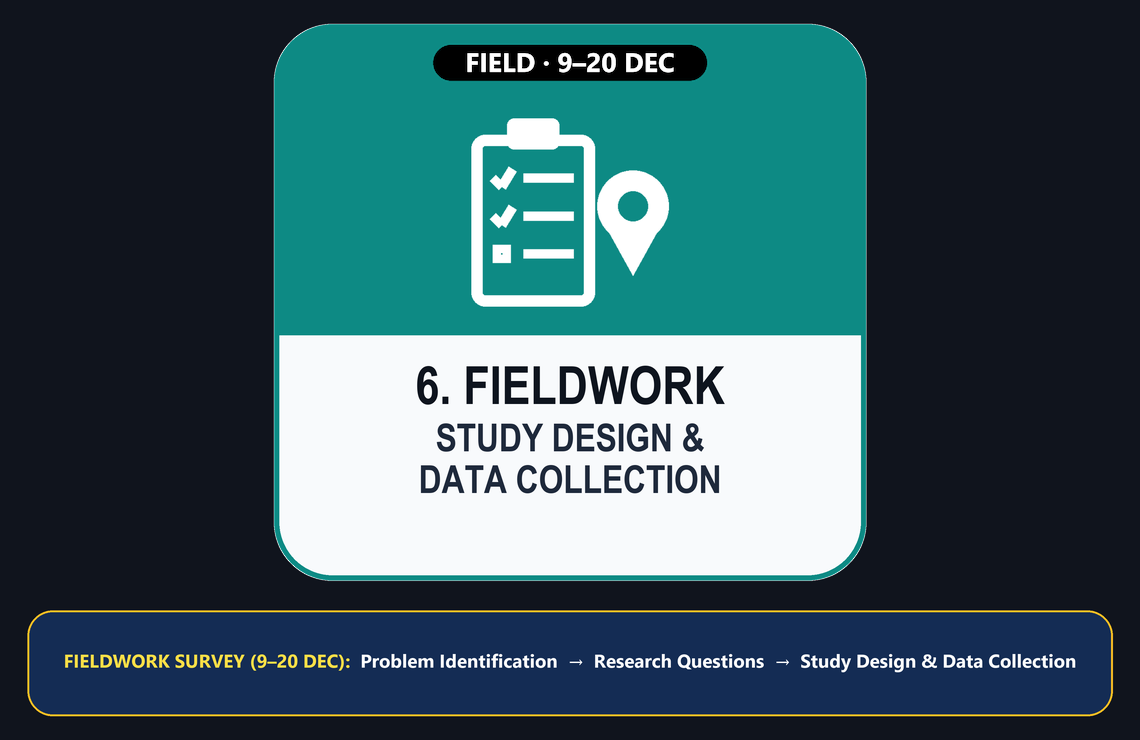 FIELD · 9–20 DEC
6. FIELDWORK
STUDY DESIGN &
DATA COLLECTION
FIELDWORK SURVEY (9–20 DEC): Problem Identification → Research Questions → Study Design & Data Collection